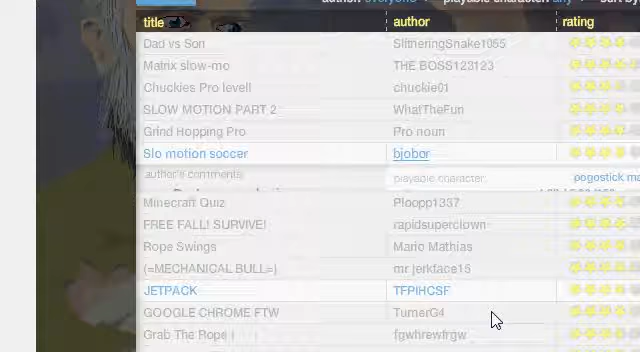 author: everyone playable character: any sort by
title author rating
Dad vs Son SlitheringSnake1055
Matrix slow-mo THE BOSS123123
Chuckies Pro levell chuckie01
SLOW MOTION PART 2 WhatTheFun
Grind Hopping Pro Pro noun
Slo motion soccer bjobor
author's comments playable character: pogostick ma
Minecraft Quiz Ploopp1337
FREE FALL! SURVIVE! rapidsuperclown
Rope Swings Mario Mathias
(=MECHANICAL BULL=) mr jerkface15
JETPACK TFPIHCSF
GOOGLE CHROME FTW TurnerG4
Grab The Rope fgwhrewfrgw